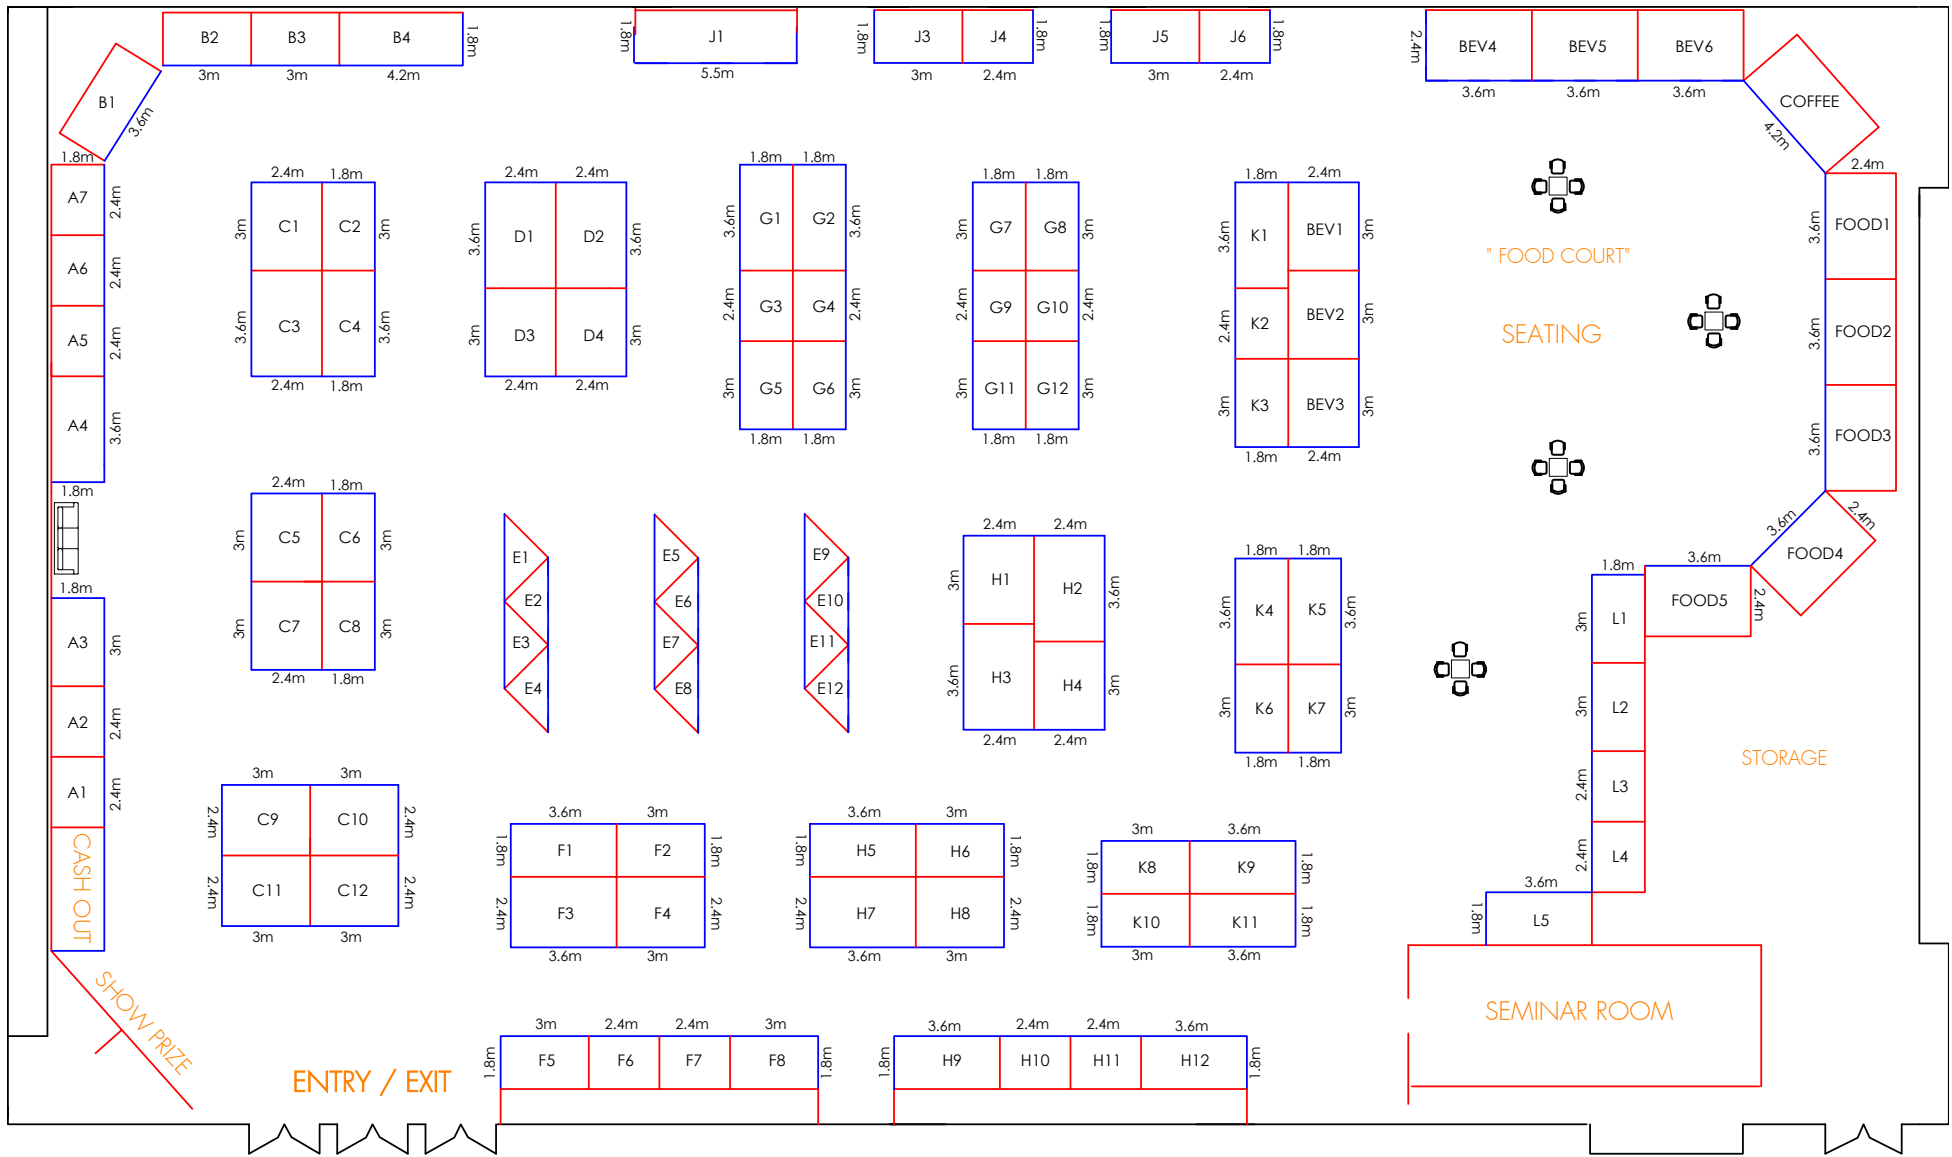 B2
B3
B4
1.8m
3m
3m
4.2m
1.8m
J1
5.5m
1.8m
J3
J4
1.8m
3m
2.4m
1.8m
J5
J6
1.8m
3m
2.4m
2.4m
BEV4
BEV5
BEV6
3.6m
3.6m
3.6m
B1
3.6m
COFFEE
4.2m
1.8m
A7
2.4m
A6
2.4m
A5
2.4m
A4
3.6m
1.8m
2.4m
1.8m
3m
C1
C2
3m
3.6m
C3
C4
3.6m
2.4m
1.8m
2.4m
2.4m
3.6m
D1
D2
3.6m
3m
D3
D4
3m
2.4m
2.4m
1.8m
1.8m
3.6m
G1
G2
3.6m
2.4m
G3
G4
2.4m
3m
G5
G6
3m
1.8m
1.8m
1.8m
1.8m
3m
G7
G8
3m
2.4m
G9
G10
2.4m
3m
G11
G12
3m
1.8m
1.8m
1.8m
2.4m
3.6m
K1
BEV1
3m
2.4m
K2
BEV2
3m
3m
K3
BEV3
3m
1.8m
2.4m
" FOOD COURT"
SEATING
2.4m
3.6m
FOOD1
3.6m
FOOD2
3.6m
FOOD3
3.6m
2.4m
FOOD4
3.6m
FOOD5
2.4m
1.8m
A3
3m
A2
2.4m
A1
2.4m
CASH OUT
SHOW PRIZE
2.4m
1.8m
3m
C5
C6
3m
3m
C7
C8
3m
2.4m
1.8m
E1
E2
E3
E4
E5
E6
E7
E8
E9
E10
E11
E12
2.4m
2.4m
3m
H1
H2
3.6m
3.6m
H3
H4
3m
2.4m
2.4m
1.8m
1.8m
3.6m
K4
K5
3.6m
3m
K6
K7
3m
1.8m
1.8m
1.8m
3m
L1
3m
L2
2.4m
L3
2.4m
L4
3.6m
1.8m
L5
STORAGE
3m
3m
2.4m
C9
C10
2.4m
2.4m
C11
C12
2.4m
3m
3m
3.6m
3m
1.8m
F1
F2
1.8m
2.4m
F3
F4
2.4m
3.6m
3m
3.6m
3m
1.8m
H5
H6
1.8m
2.4m
H7
H8
2.4m
3.6m
3m
3m
3.6m
1.8m
K8
K9
1.8m
1.8m
K10
K11
1.8m
3m
3.6m
SEMINAR ROOM
3m
2.4m
2.4m
3m
1.8m
F5
F6
F7
F8
1.8m
3.6m
2.4m
2.4m
3.6m
1.8m
H9
H10
H11
H12
1.8m
ENTRY / EXIT